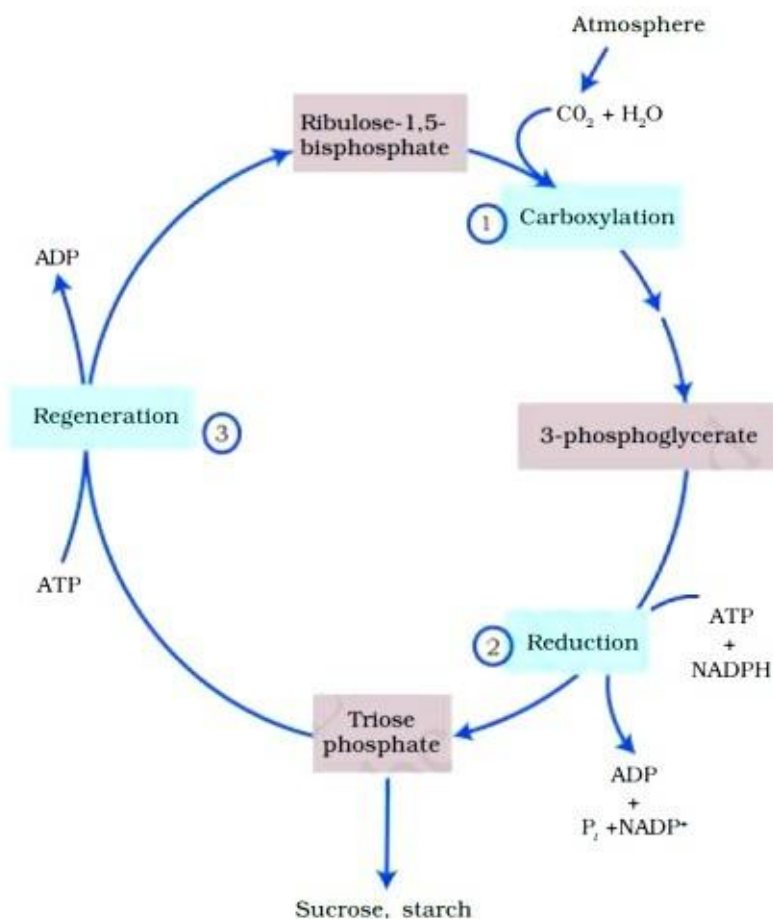 Atmosphere
C0₂ + H₂O
Ribulose-1,5-
bisphosphate
1
Carboxylation
ADP
Regeneration
3
3-phosphoglycerate
ATP
2
Reduction
ATP
+
NADPH
Triose
phosphate
ADP
+
Pᵢ +NADP⁺
Sucrose, starch